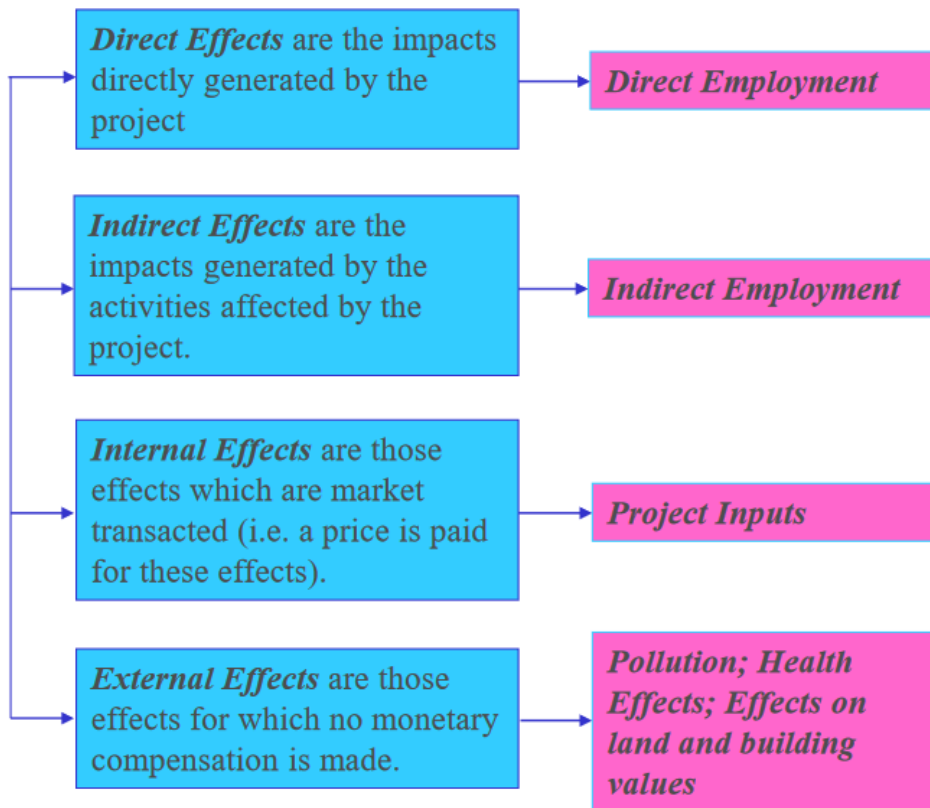 Direct Effects are the impacts
directly generated by the
project
Direct Employment
Indirect Effects are the
impacts generated by the
activities affected by the
project.
Indirect Employment
Internal Effects are those
effects which are market
transacted (i.e. a price is paid
for these effects).
Project Inputs
External Effects are those
effects for which no monetary
compensation is made.
Pollution; Health
Effects; Effects on
land and building
values